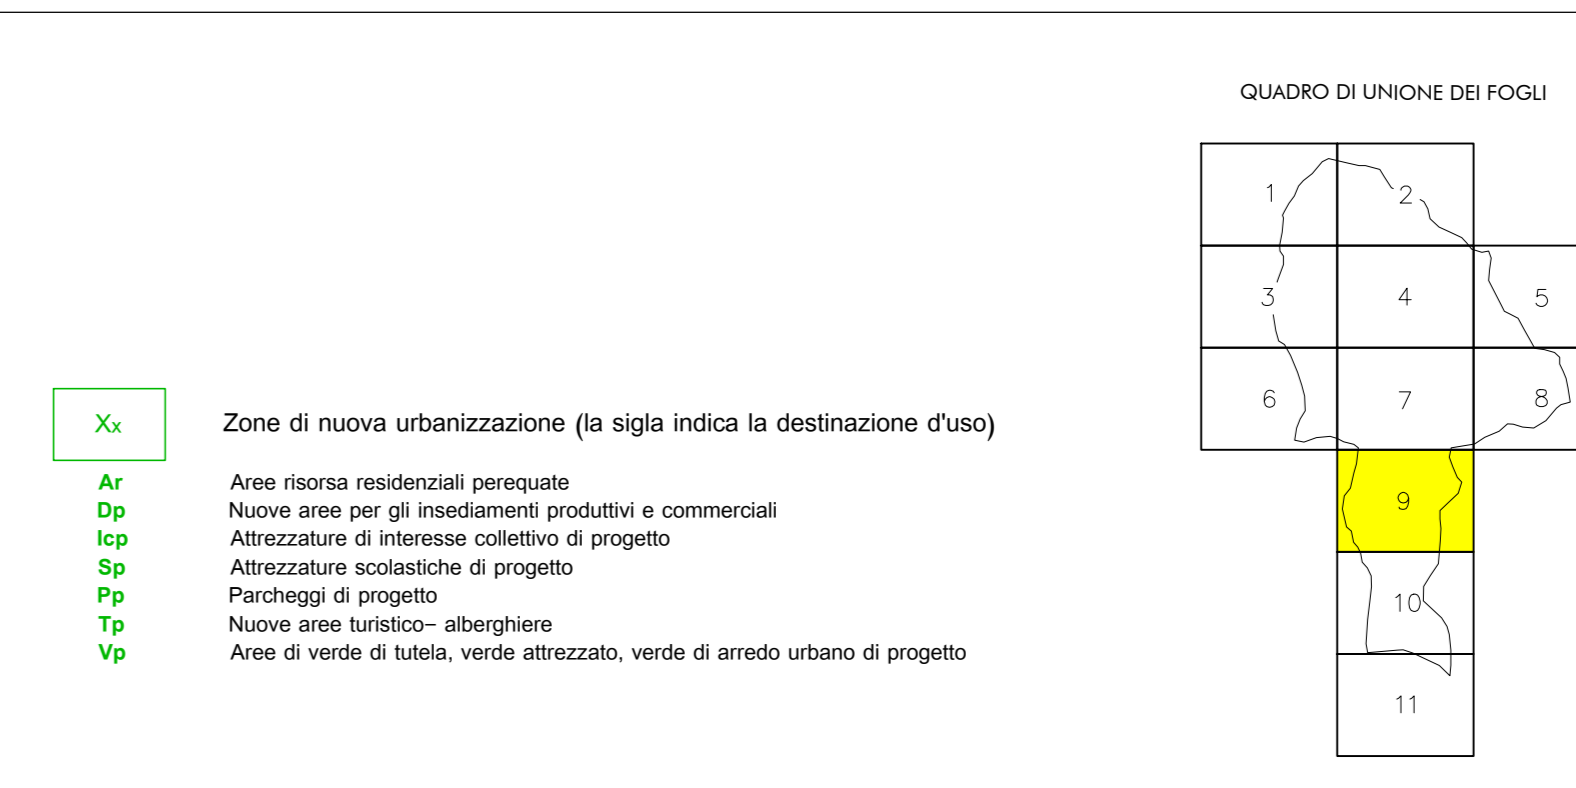 QUADRO DI UNIONE DEI FOGLI
1 2
3 4 5
6 7 8
9
10
11
Xx Zone di nuova urbanizzazione (la sigla indica la destinazione d'uso)
Ar Aree risorsa residenziali perequate
Dp Nuove aree per gli insediamenti produttivi e commerciali
Icp Attrezzature di interesse collettivo di progetto
Sp Attrezzature scolastiche di progetto
Pp Parcheggi di progetto
Tp Nuove aree turistico– alberghiere
Vp Aree di verde di tutela, verde attrezzato, verde di arredo urbano di progetto